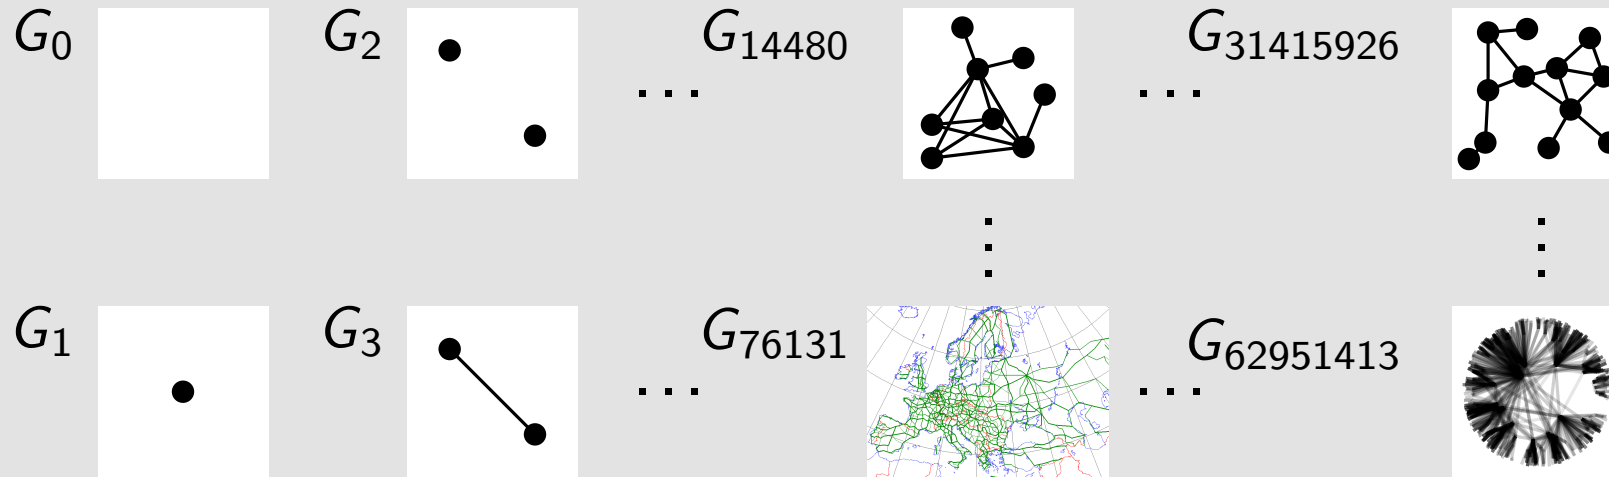 G₀ G₂ ... G₁₄₄₈₀ ... G₃₁₄₁₅₉₂₆
G₁ G₃ ... G₇₆₁₃₁ ... G₆₂₉₅₁₄₁₃